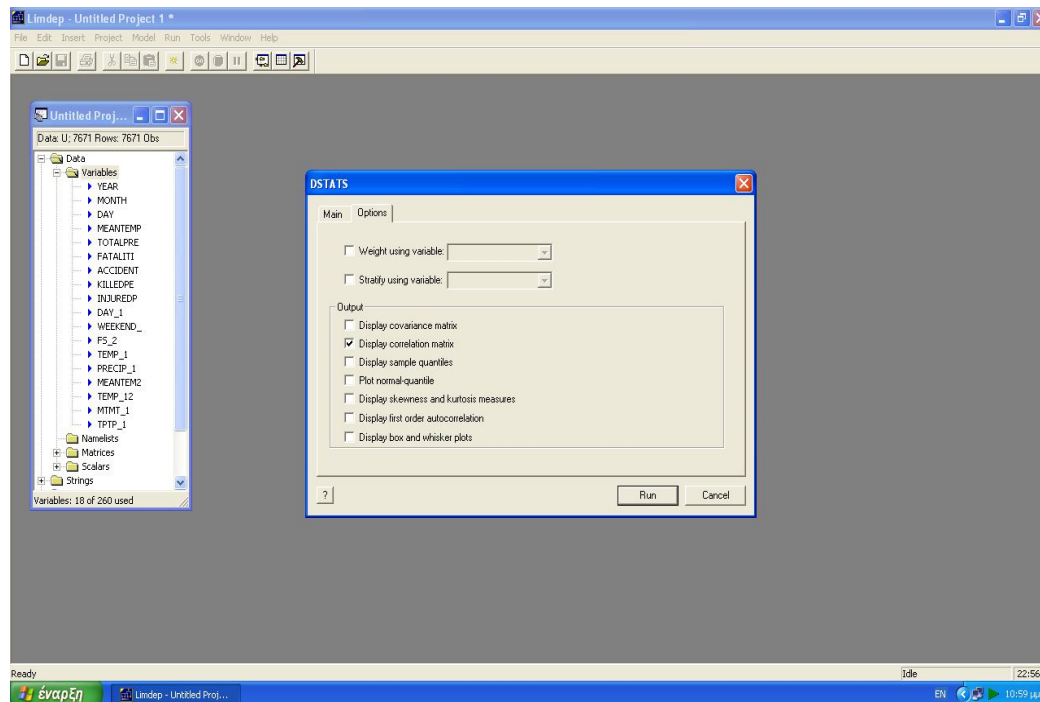 Limdep - Untitled Project 1 *
File Edit Insert Project Model Run Tools Window Help
Untitled Proj...
Data: U; 7671 Rows: 7671 Obs
Data
Variables
YEAR
MONTH
DAY
MEANTEMP
TOTALPRE
FATALITI
ACCIDENT
KILLEDPE
INJUREDP
DAY_1
WEEKEND_
FS_2
TEMP_1
PRECIP_1
MEANTEM2
TEMP_12
MTMT_1
TPTP_1
Namelists
Matrices
Scalars
Strings
Variables: 18 of 260 used
DSTATS
Main Options
Weight using variable:
Stratify using variable:
Output
Display covariance matrix
Display correlation matrix
Display sample quantiles
Plot normal-quantile
Display skewness and kurtosis measures
Display first order autocorrelation
Display box and whisker plots
? Run Cancel
Ready Idle 22:56
έναρξη Limdep - Untitled Proj... EN 10:59 μμ